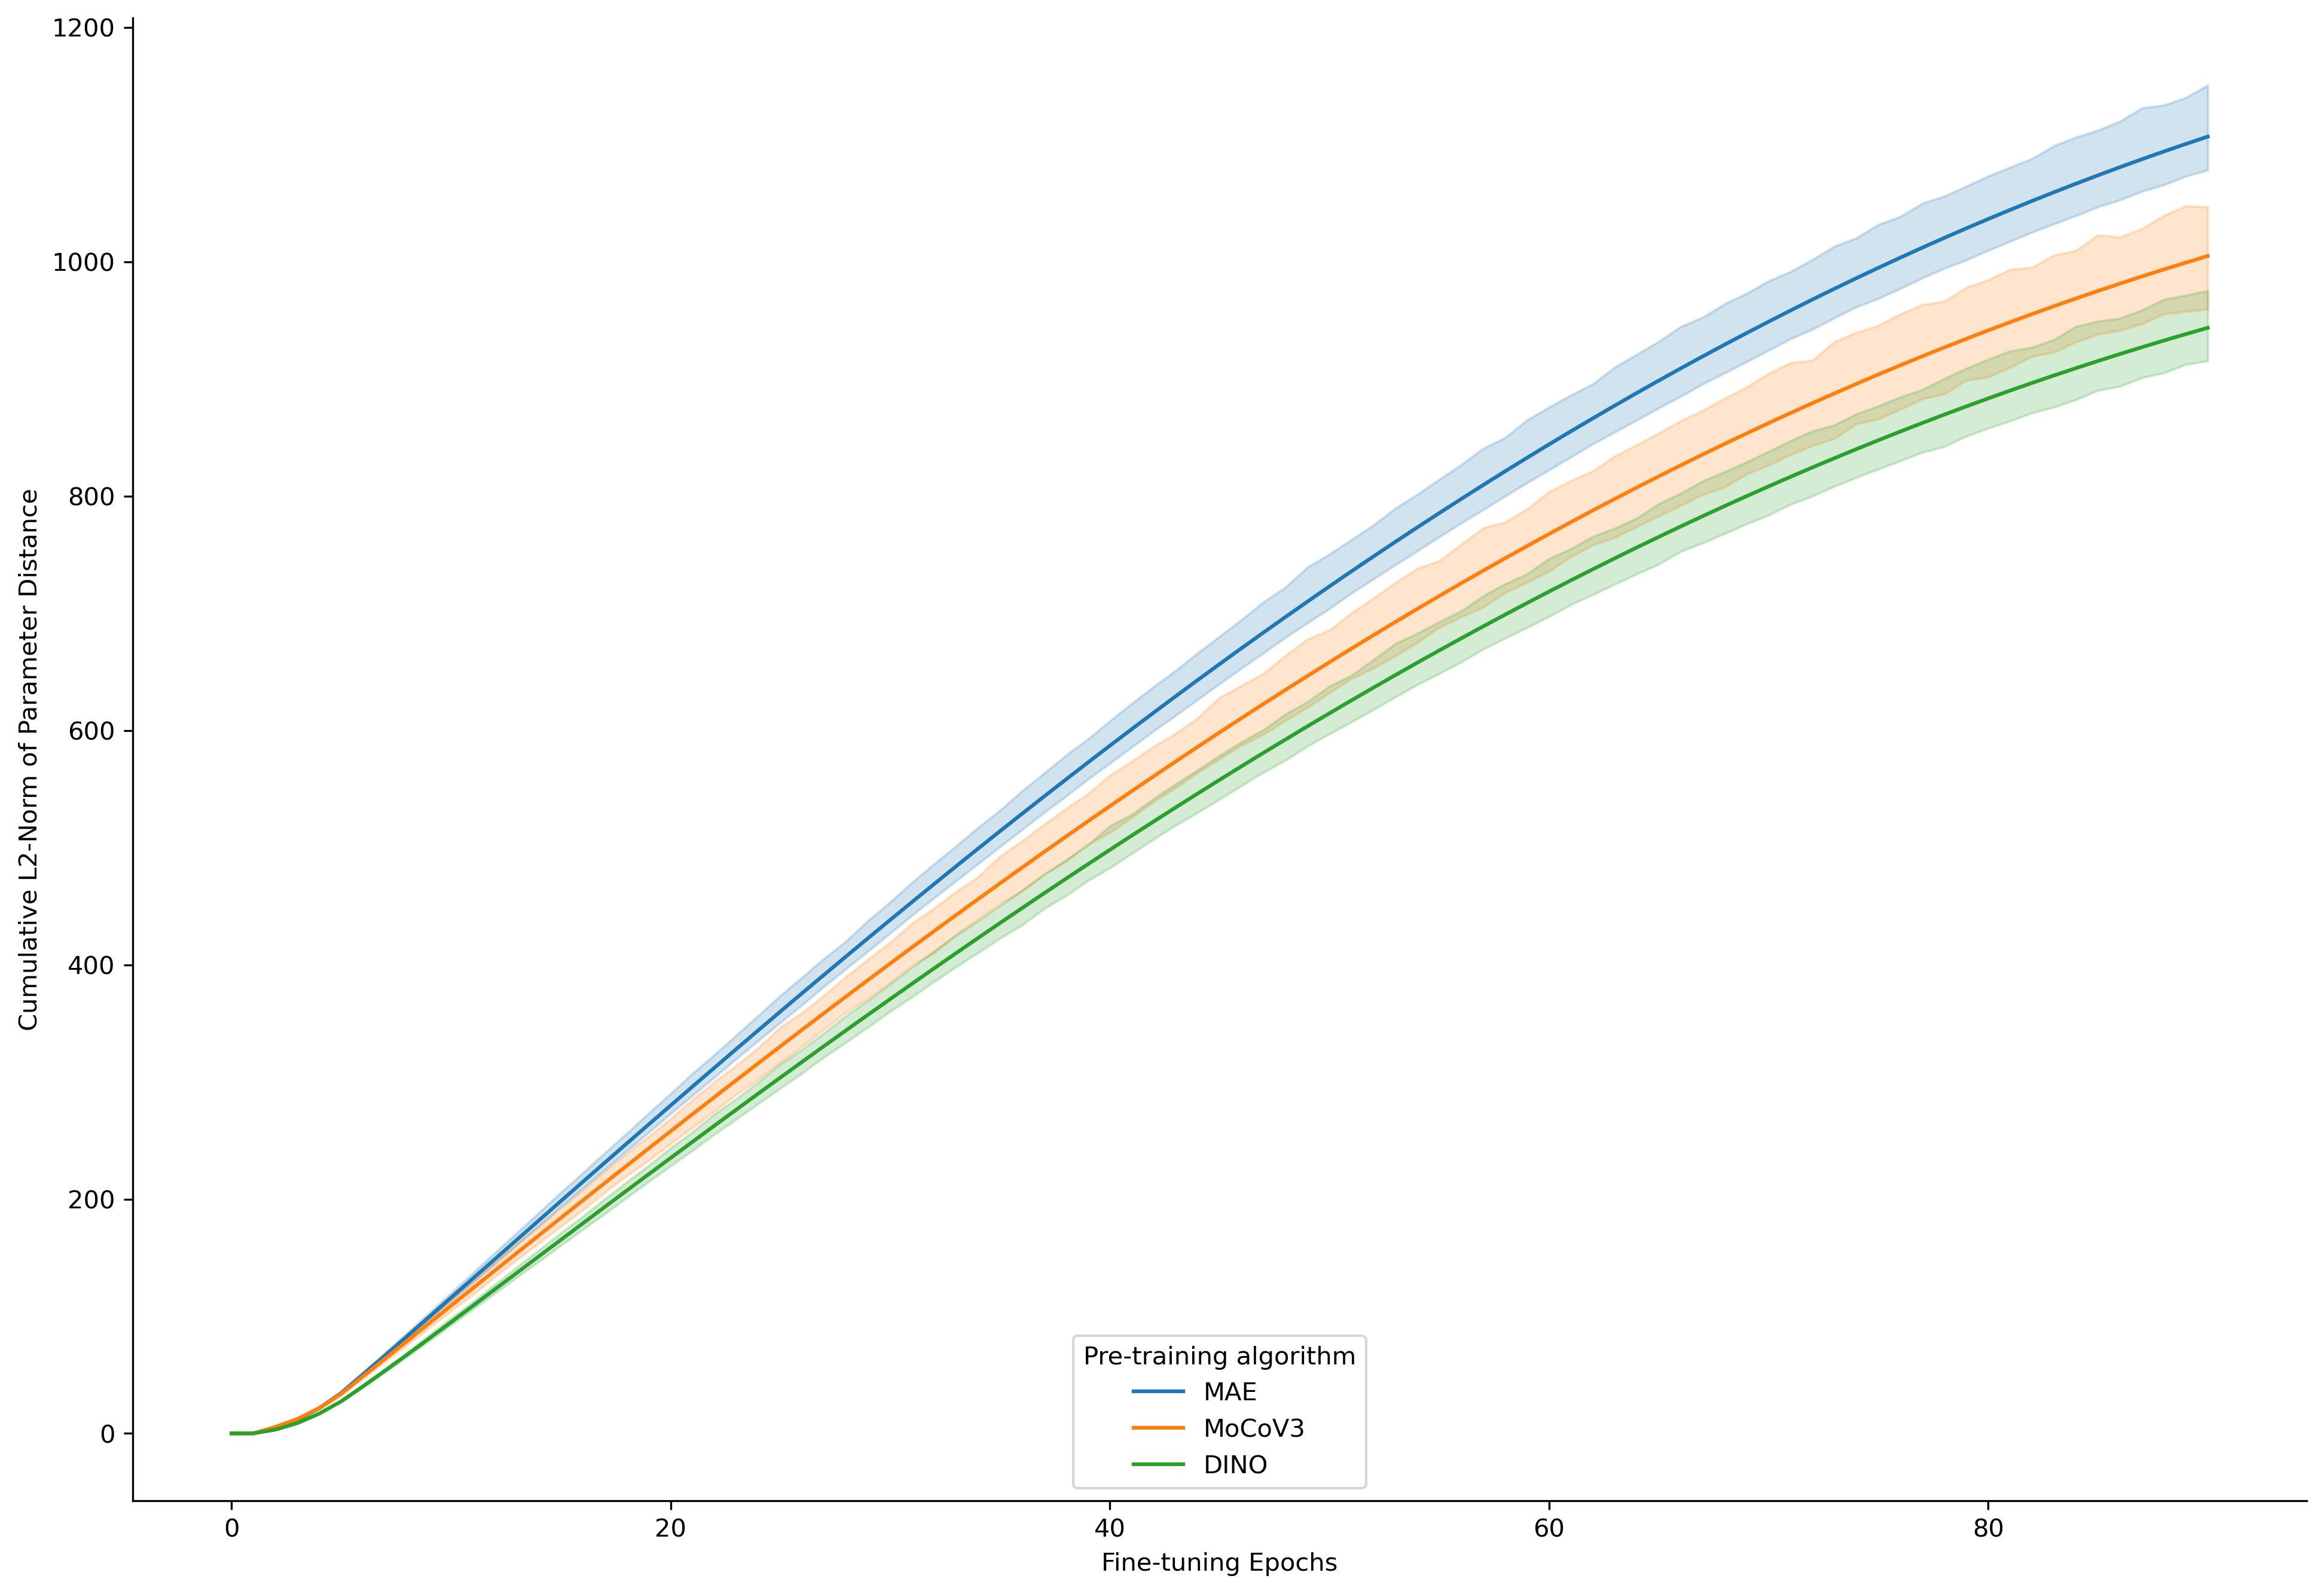 1200
1000
800
600
400
200
0
Cumulative L2-Norm of Parameter Distance
0
20
40
60
80
Fine-tuning Epochs
Pre-training algorithm
MAE
MoCoV3
DINO